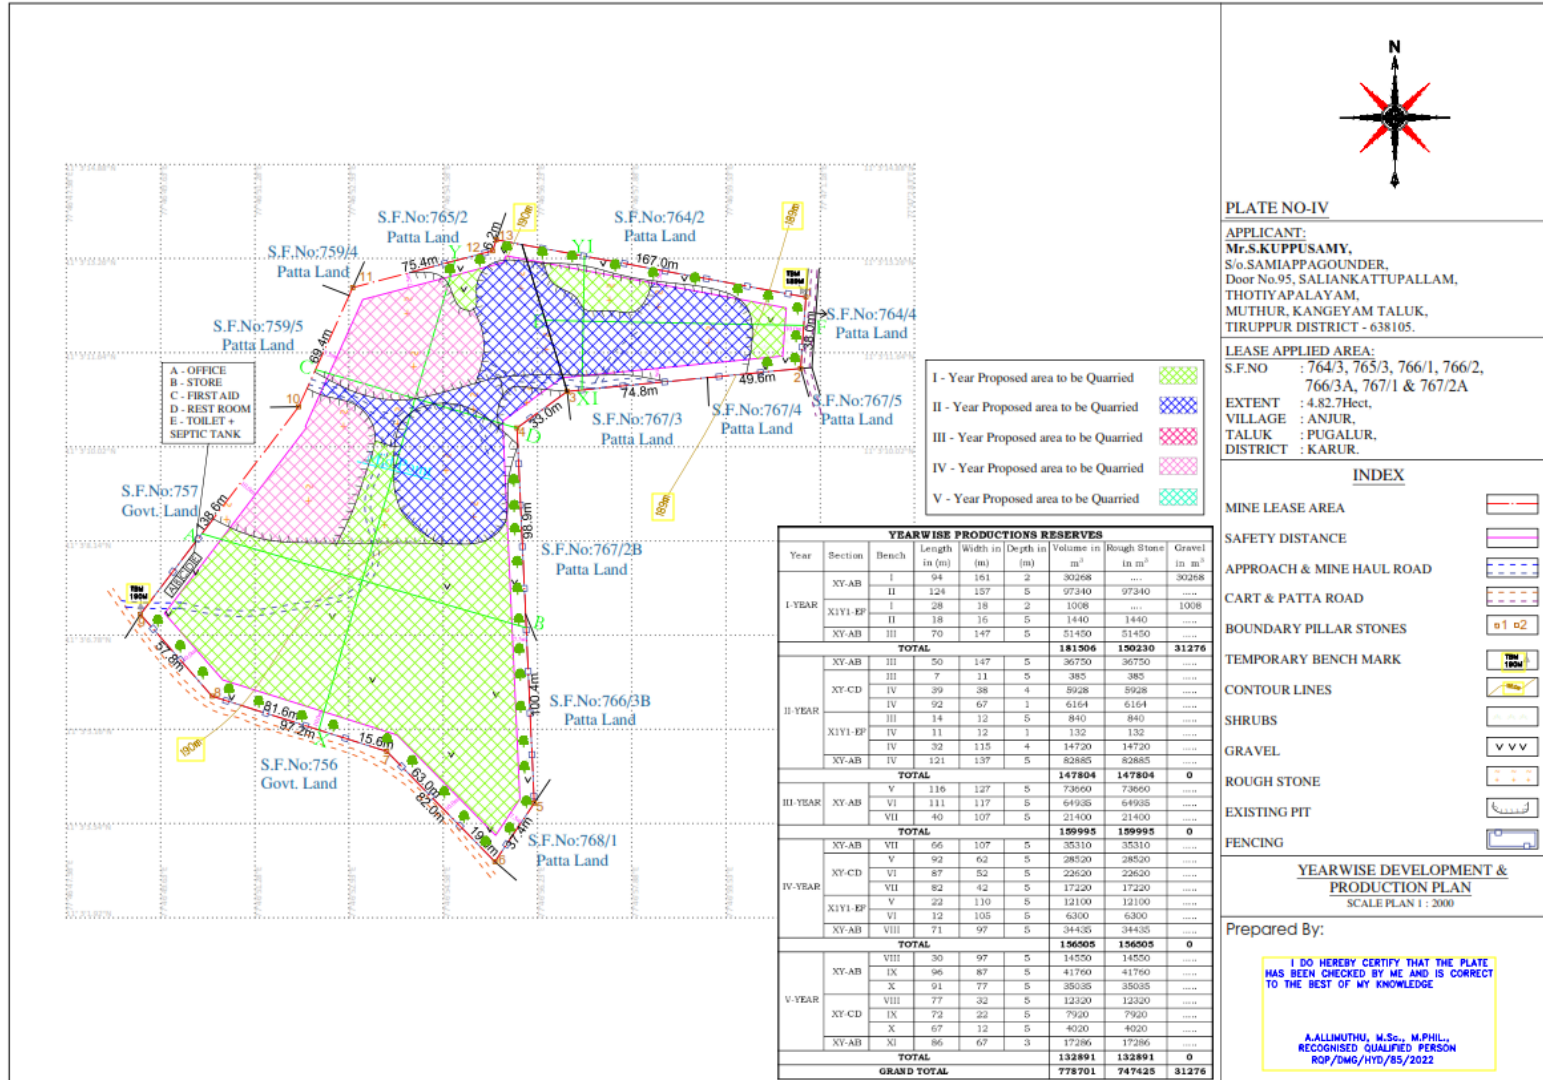 S.F.No:765/2
Patta Land
S.F.No:764/2
Patta Land
S.F.No:759/4
Patta Land
S.F.No:759/5
Patta Land
S.F.No:764/4
Patta Land
S.F.No:767/5
Patta Land
S.F.No:767/4
Patta Land
S.F.No:767/3
Patta Land
S.F.No:757
Govt. Land
S.F.No:767/2B
Patta Land
S.F.No:766/3B
Patta Land
S.F.No:756
Govt. Land
S.F.No:768/1
Patta Land
A - OFFICE
B - STORE
C - FIRST AID
D - REST ROOM
E - TOILET +
SEPTIC TANK
75.4m
6.2m
167.0m
38.0m
49.6m
74.8m
33.0m
98.9m
100.4m
37.4m
63.0m
82.0m
15.6m
81.6m
97.2m
57.8m
138.6m
69.4m
190m
189m
189m
190m
TBM
190M
A
B
C
D
E
X
Y
X1
Y1
2
3
4
5
6
7
8
9
10
11
12
13
I - Year Proposed area to be Quarried
II - Year Proposed area to be Quarried
III - Year Proposed area to be Quarried
IV - Year Proposed area to be Quarried
V - Year Proposed area to be Quarried
YEARWISE PRODUCTIONS RESERVES
Year Section Bench Length in (m) Width in (m) Depth in (m) Volume in m³ Rough Stone in m³ Gravel in m³
I-YEAR XY-AB I 94 161 2 30268 .... 30268
II 124 157 5 97340 97340 .....
X1Y1-EF I 28 18 2 1008 .... 1008
II 18 16 5 1440 1440 .....
XY-AB III 70 147 5 51450 51450 .....
TOTAL 181506 150230 31276
II-YEAR XY-AB III 50 147 5 36750 36750 .....
XY-CD III 7 11 5 385 385 .....
IV 39 38 4 5928 5928 .....
IV 92 67 1 6164 6164 .....
X1Y1-EF III 14 12 5 840 840 .....
IV 11 12 1 132 132 .....
IV 32 115 4 14720 14720 .....
XY-AB IV 121 137 5 82885 82885 .....
TOTAL 147804 147804 0
III-YEAR XY-AB V 116 127 5 73660 73660 .....
VI 111 117 5 64935 64935 .....
VII 40 107 5 21400 21400 .....
TOTAL 159995 159995 0
IV-YEAR XY-AB VII 66 107 5 35310 35310 .....
XY-CD V 92 62 5 28520 28520 .....
VI 87 52 5 22620 22620 .....
VII 82 42 5 17220 17220 .....
X1Y1-EF V 22 110 5 12100 12100 .....
VI 12 105 5 6300 6300 .....
XY-AB VIII 71 97 5 34435 34435 .....
TOTAL 156505 156505 0
V-YEAR XY-AB VIII 30 97 5 14550 14550 .....
IX 96 87 5 41760 41760 .....
X 91 77 5 35035 35035 .....
XY-CD VIII 77 32 5 12320 12320 .....
IX 72 22 5 7920 7920 .....
X 67 12 5 4020 4020 .....
XY-AB XI 86 67 3 17286 17286 .....
TOTAL 132891 132891 0
GRAND TOTAL 778701 747425 31276
N
PLATE NO-IV
APPLICANT:
Mr.S.KUPPUSAMY,
S/o.SAMIAPPAGOUNDER,
Door No.95, SALIANKATTUPALLAM,
THOTIYAPALAYAM,
MUTHUR, KANGEYAM TALUK,
TIRUPPUR DISTRICT - 638105.
LEASE APPLIED AREA:
S.F.NO : 764/3, 765/3, 766/1, 766/2,
766/3A, 767/1 & 767/2A
EXTENT : 4.82.7Hect,
VILLAGE : ANJUR,
TALUK : PUGALUR,
DISTRICT : KARUR.
INDEX
MINE LEASE AREA
SAFETY DISTANCE
APPROACH & MINE HAUL ROAD
CART & PATTA ROAD
BOUNDARY PILLAR STONES 1 2
TEMPORARY BENCH MARK TBM 190M
CONTOUR LINES
SHRUBS
GRAVEL
ROUGH STONE
EXISTING PIT
FENCING
YEARWISE DEVELOPMENT &
PRODUCTION PLAN
SCALE PLAN 1 : 2000
Prepared By:
I DO HEREBY CERTIFY THAT THE PLATE
HAS BEEN CHECKED BY ME AND IS CORRECT
TO THE BEST OF MY KNOWLEDGE
A.ALLIMUTHU, M.Sc., M.PHIL.,
RECOGNISED QUALIFIED PERSON
RQP/DMG/HYD/85/2022